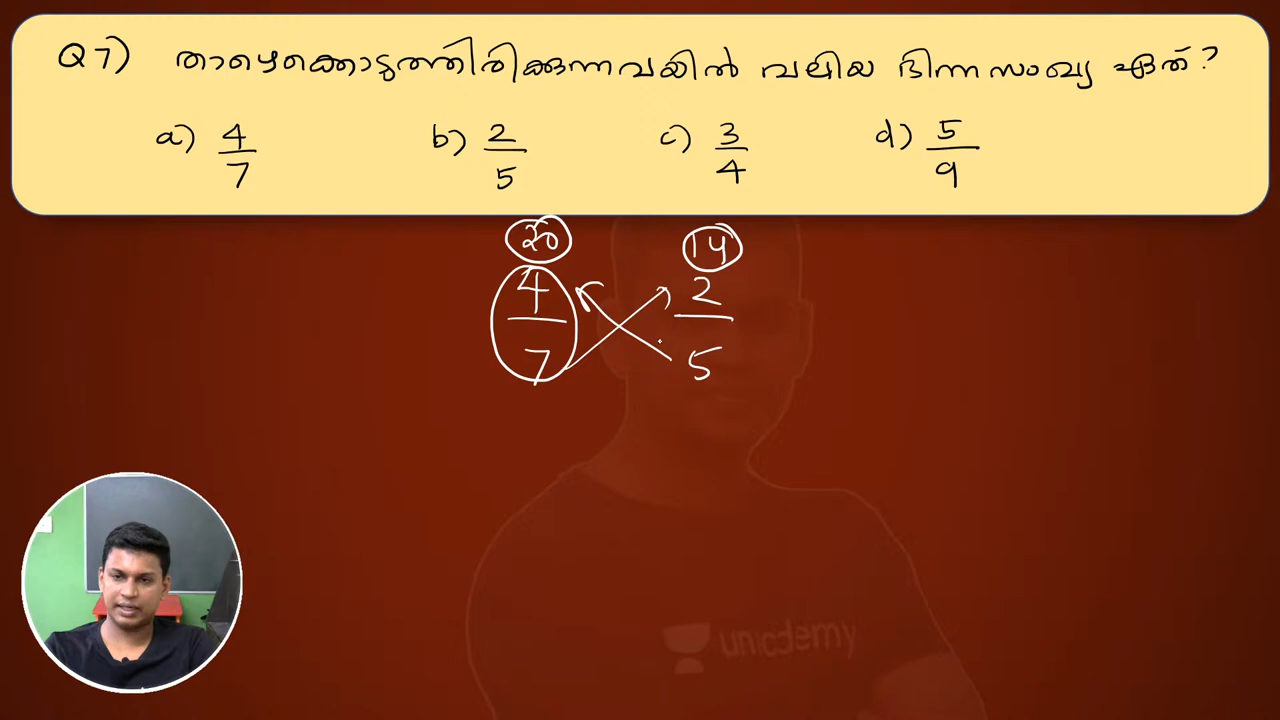 Q7) താഴെക്കൊടുത്തിരിക്കുന്നവയിൽ വലിയ ഭിന്നസംഖ്യ ഏത്?
a) 4/7 b) 2/5 c) 3/4 d) 5/9
20 14
4/7 2/5
unacademy